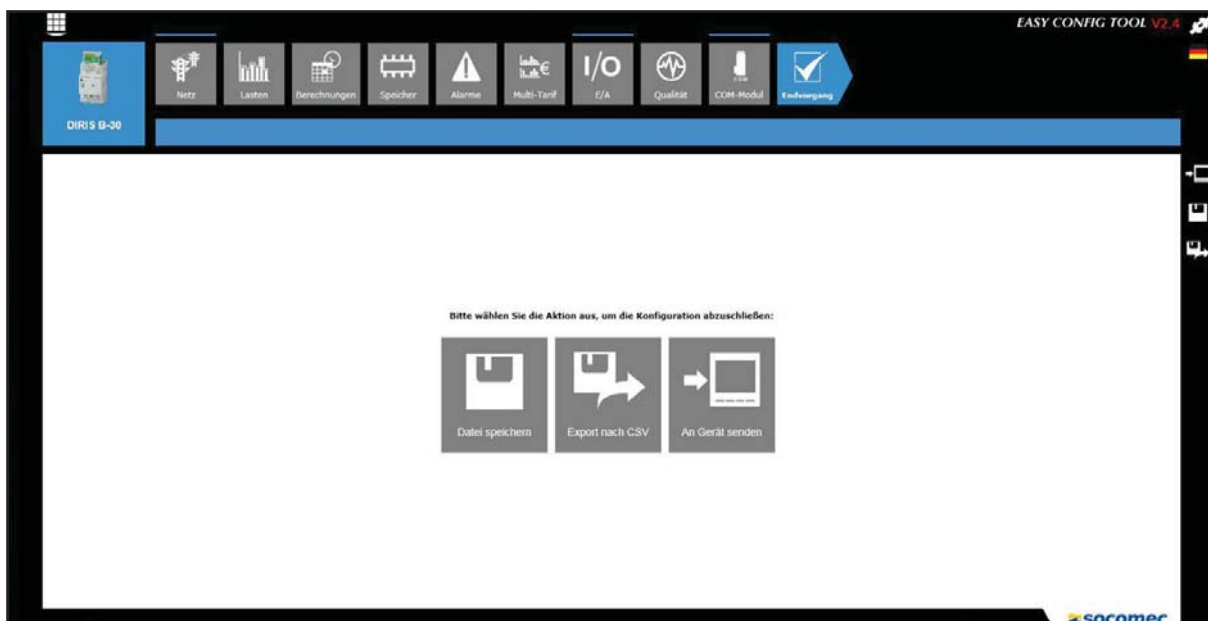 EASY CONFIG TOOL V2.4
Netz
Lasten
Berechnungen
Speicher
Alarme
Multi-Tarif
I/O
E/A
Qualität
COM-Modul
Endvorgang
DIRIS B-30
Bitte wählen Sie die Aktion aus, um die Konfiguration abzuschließen:
Datei speichern
Export nach CSV
An Gerät senden
socomec